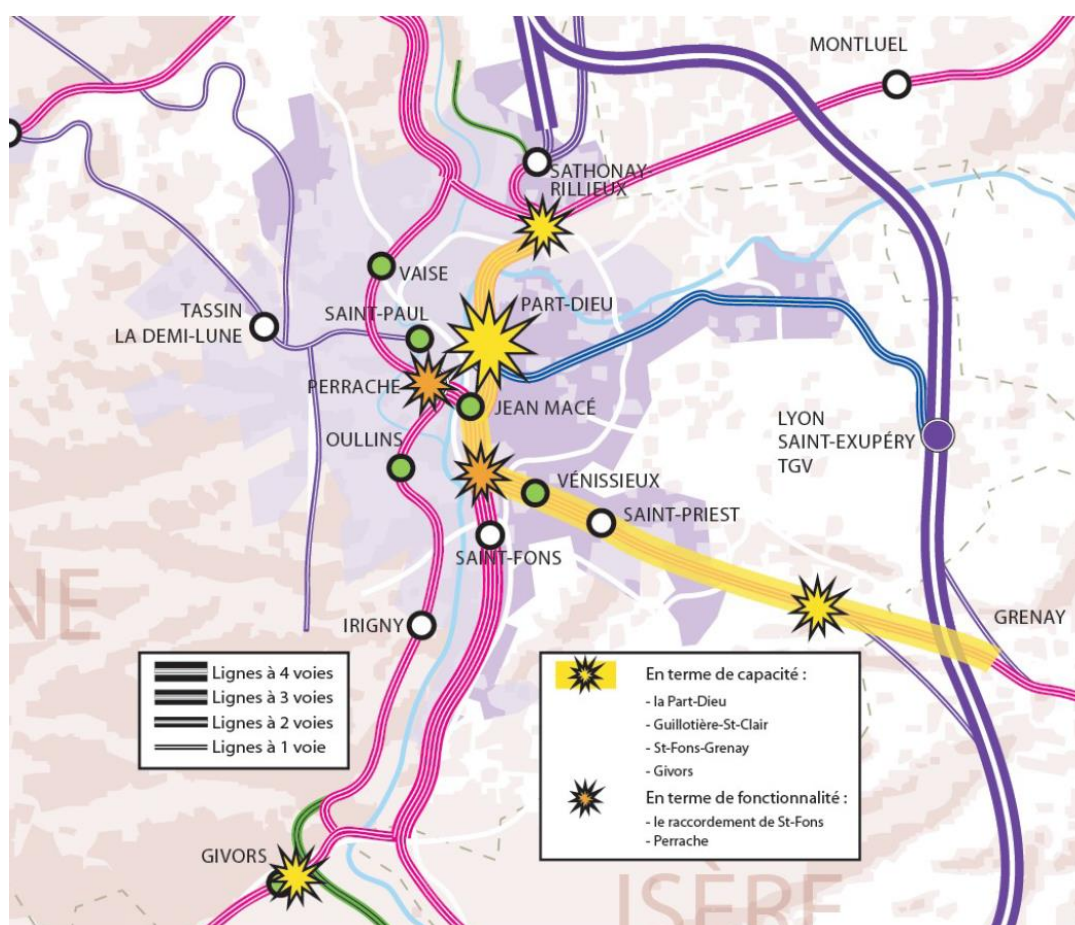 MONTLUEL
SATHONAY-
RILLIEUX
VAISE
PART-DIEU
SAINT-PAUL
TASSIN
LA DEMI-LUNE
PERRACHE
JEAN MACÉ
OULLINS
LYON
SAINT-EXUPÉRY
TGV
VÉNISSIEUX
SAINT-PRIEST
SAINT-FONS
NE
IRIGNY
GRENAY
Lignes à 4 voies
Lignes à 3 voies
Lignes à 2 voies
Lignes à 1 voie
En terme de capacité :
- la Part-Dieu
- Guillotière-St-Clair
- St-Fons-Grenay
- Givors
En terme de fonctionnalité :
- le raccordement de St-Fons
- Perrache
GIVORS
ISÈRE